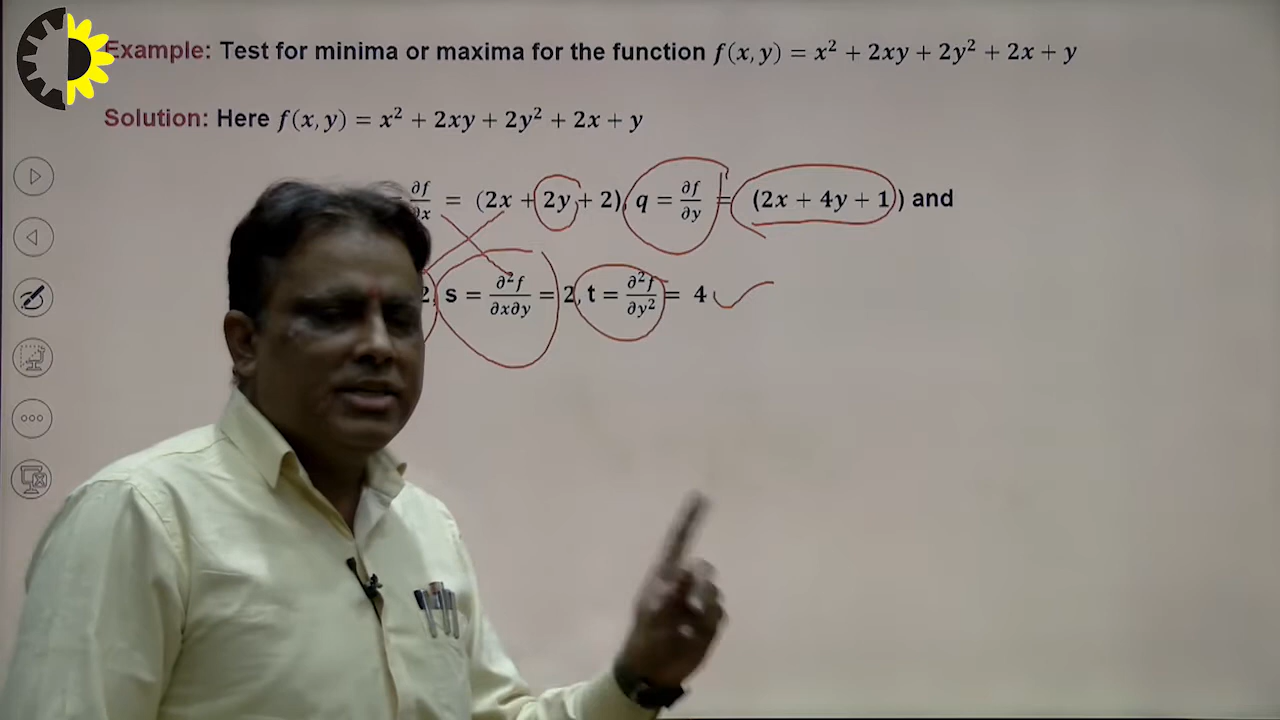 Example: Test for minima or maxima for the function f(x, y) = x² + 2xy + 2y² + 2x + y
Solution: Here f(x, y) = x² + 2xy + 2y² + 2x + y
∂f/∂x = (2x + 2y + 2), q = ∂f/∂y = (2x + 4y + 1) and
2, s = ∂²f/∂x∂y = 2, t = ∂²f/∂y² = 4